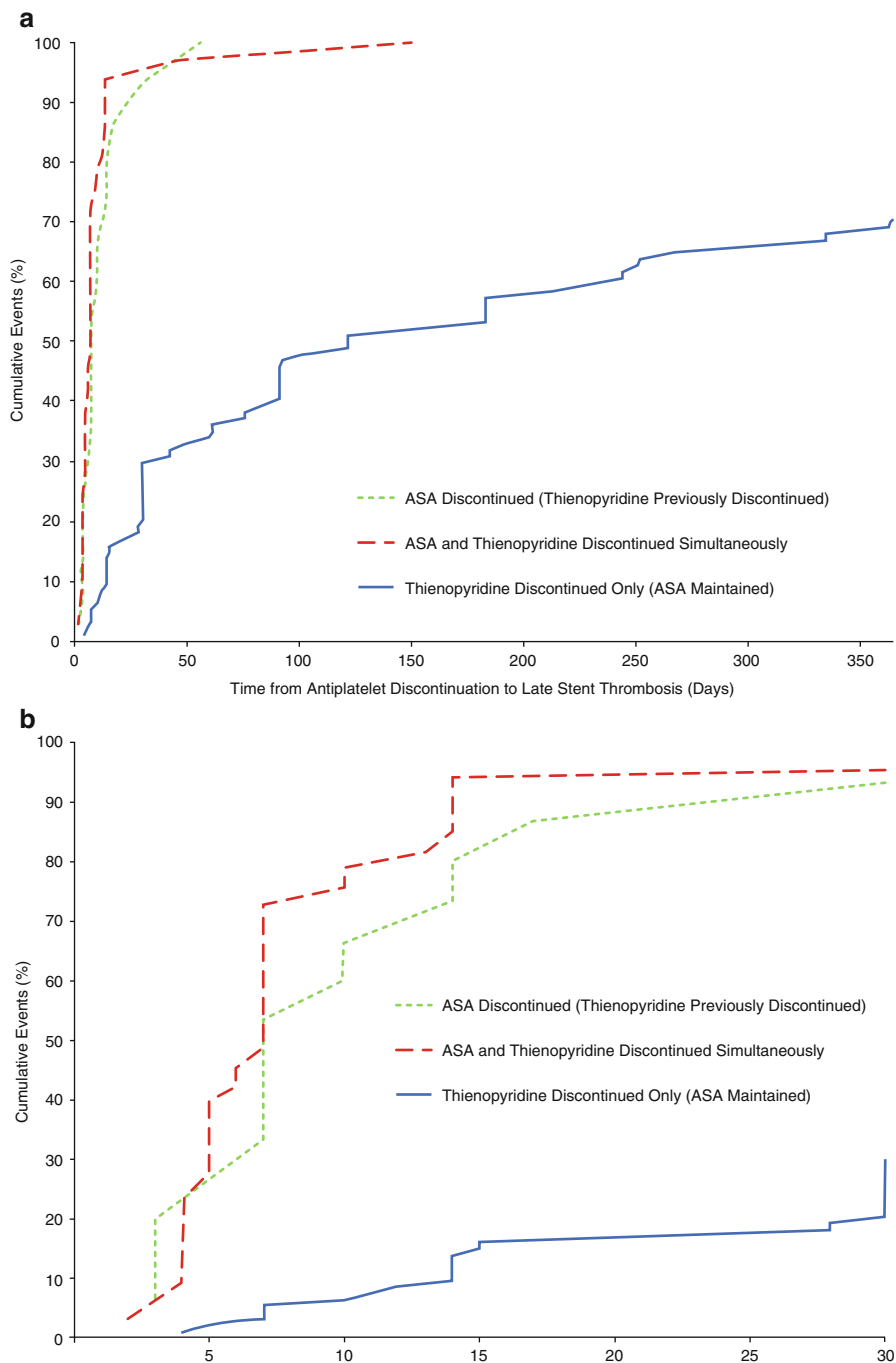 a
100
90
80
70
60
50
40
30
20
10
0
Cumulative Events (%)
ASA Discontinued (Thienopyridine Previously Discontinued)
ASA and Thienopyridine Discontinued Simultaneously
Thienopyridine Discontinued Only (ASA Maintained)
0 50 100 150 200 250 300 350
Time from Antiplatelet Discontinuation to Late Stent Thrombosis (Days)
b
100
90
80
70
60
50
40
30
20
10
0
Cumulative Events (%)
ASA Discontinued (Thienopyridine Previously Discontinued)
ASA and Thienopyridine Discontinued Simultaneously
Thienopyridine Discontinued Only (ASA Maintained)
5 10 15 20 25 30